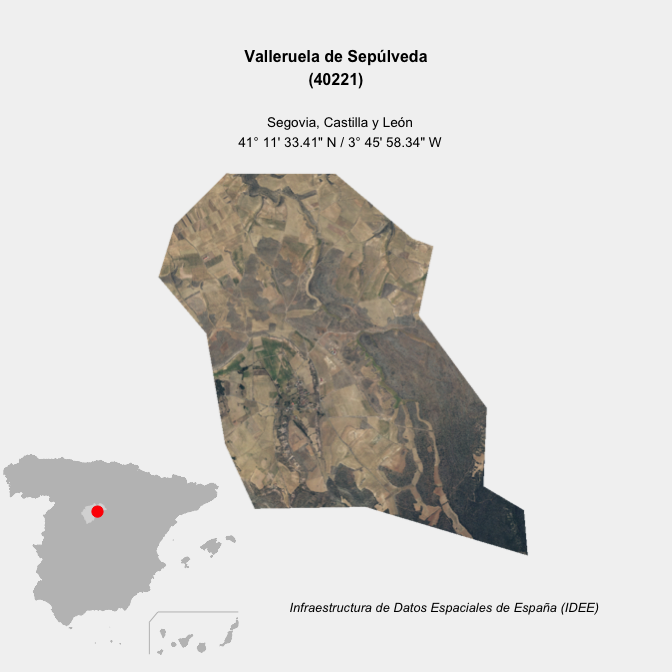 Valleruela de Sepúlveda
(40221)
Segovia, Castilla y León
41° 11' 33.41" N / 3° 45' 58.34" W
Infraestructura de Datos Espaciales de España (IDEE)